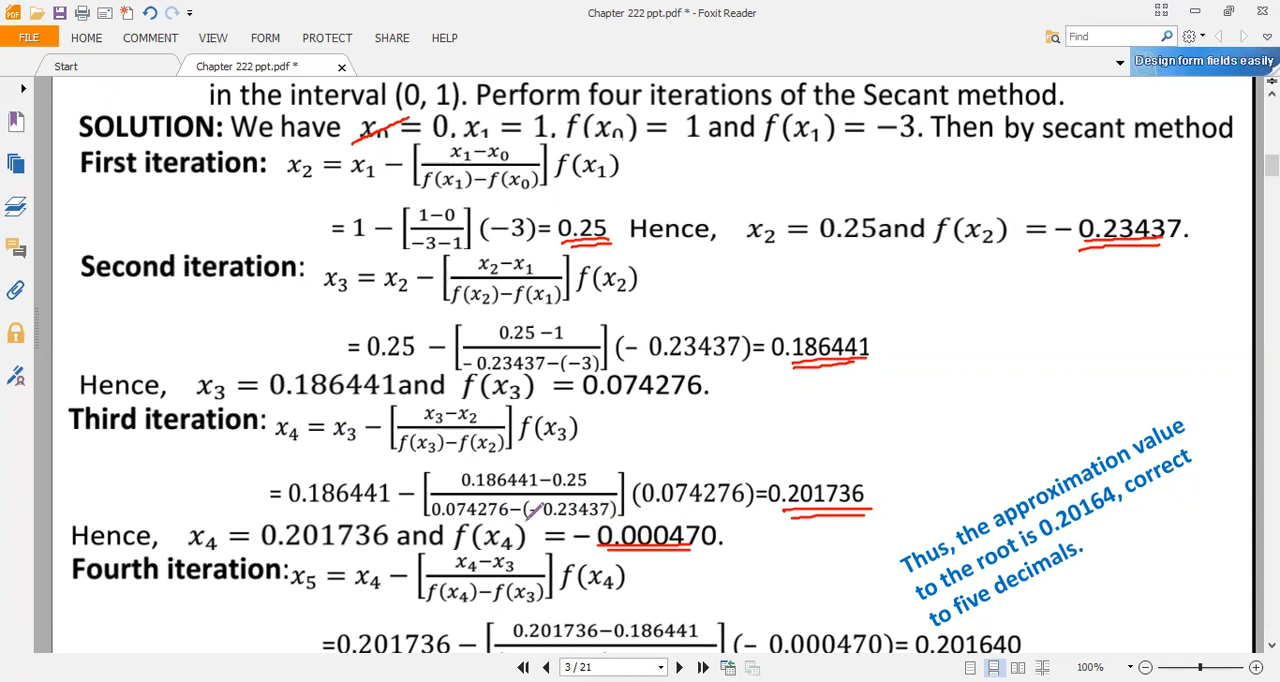 Chapter 222 ppt.pdf * - Foxit Reader
FILE HOME COMMENT VIEW FORM PROTECT SHARE HELP Find
Start Chapter 222 ppt.pdf * Design form fields easily
in the interval (0, 1). Perform four iterations of the Secant method.
SOLUTION: We have x₀ = 0, x₁ = 1, f(x₀) = 1 and f(x₁) = −3. Then by secant method
First iteration: x₂ = x₁ − [x₁−x₀ / f(x₁)−f(x₀)] f(x₁)
= 1 − [1−0 / −3−1] (−3)= 0.25 Hence, x₂ = 0.25and f(x₂) = − 0.23437.
Second iteration: x₃ = x₂ − [x₂−x₁ / f(x₂)−f(x₁)] f(x₂)
= 0.25 − [0.25 −1 / − 0.23437−(−3)] (− 0.23437)= 0.186441
Hence, x₃ = 0.186441and f(x₃) = 0.074276.
Third iteration: x₄ = x₃ − [x₃−x₂ / f(x₃)−f(x₂)] f(x₃)
= 0.186441 − [0.186441−0.25 / 0.074276−(−0.23437)] (0.074276)=0.201736
Hence, x₄ = 0.201736 and f(x₄) = − 0.000470.
Fourth iteration: x₅ = x₄ − [x₄−x₃ / f(x₄)−f(x₃)] f(x₄)
=0.201736 − [0.201736−0.186441 (− 0.000470)= 0.201640
Thus, the approximation value
to the root is 0.20164, correct
to five decimals.
3 / 21 100%